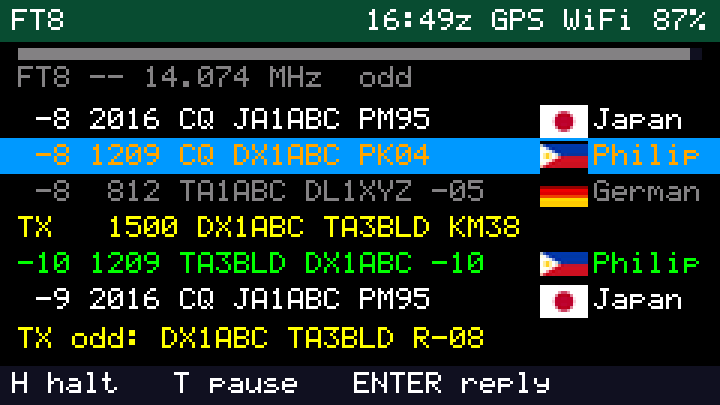 FT8 16:49z GPS WiFi 87%
FT8 -- 14.074 MHz odd
-8 2016 CQ JA1ABC PM95 Japan
-8 1209 CQ DX1ABC PK04 Philip
-8 812 TA1ABC DL1XYZ -05 German
TX 1500 DX1ABC TA3BLD KM38
-10 1209 TA3BLD DX1ABC -10 Philip
-9 2016 CQ JA1ABC PM95 Japan
TX odd: DX1ABC TA3BLD R-08
H halt T pause ENTER reply